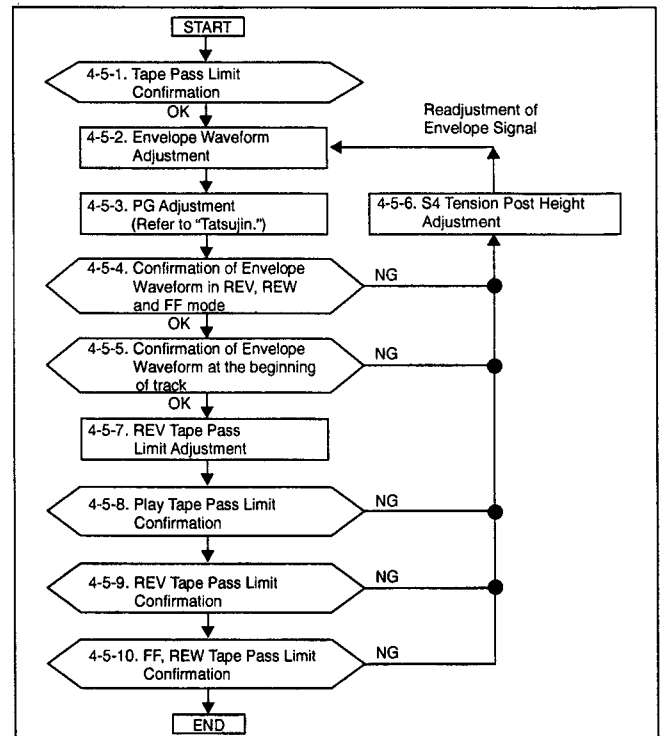 START
4-5-1. Tape Pass Limit
Confirmation
OK
Readjustment of
Envelope Signal
4-5-2. Envelope Waveform
Adjustment
4-5-3. PG Adjustment
(Refer to "Tatsujin.")
4-5-6. S4 Tension Post Height
Adjustment
4-5-4. Confirmation of Envelope
Waveform in REV, REW
and FF mode
NG
OK
4-5-5. Confirmation of Envelope
Waveform at the beginning
of track
NG
OK
4-5-7. REV Tape Pass
Limit Adjustment
4-5-8. Play Tape Pass Limit
Confirmation
NG
4-5-9. REV Tape Pass Limit
Confirmation
NG
4-5-10. FF, REW Tape Pass Limit
Confirmation
NG
END